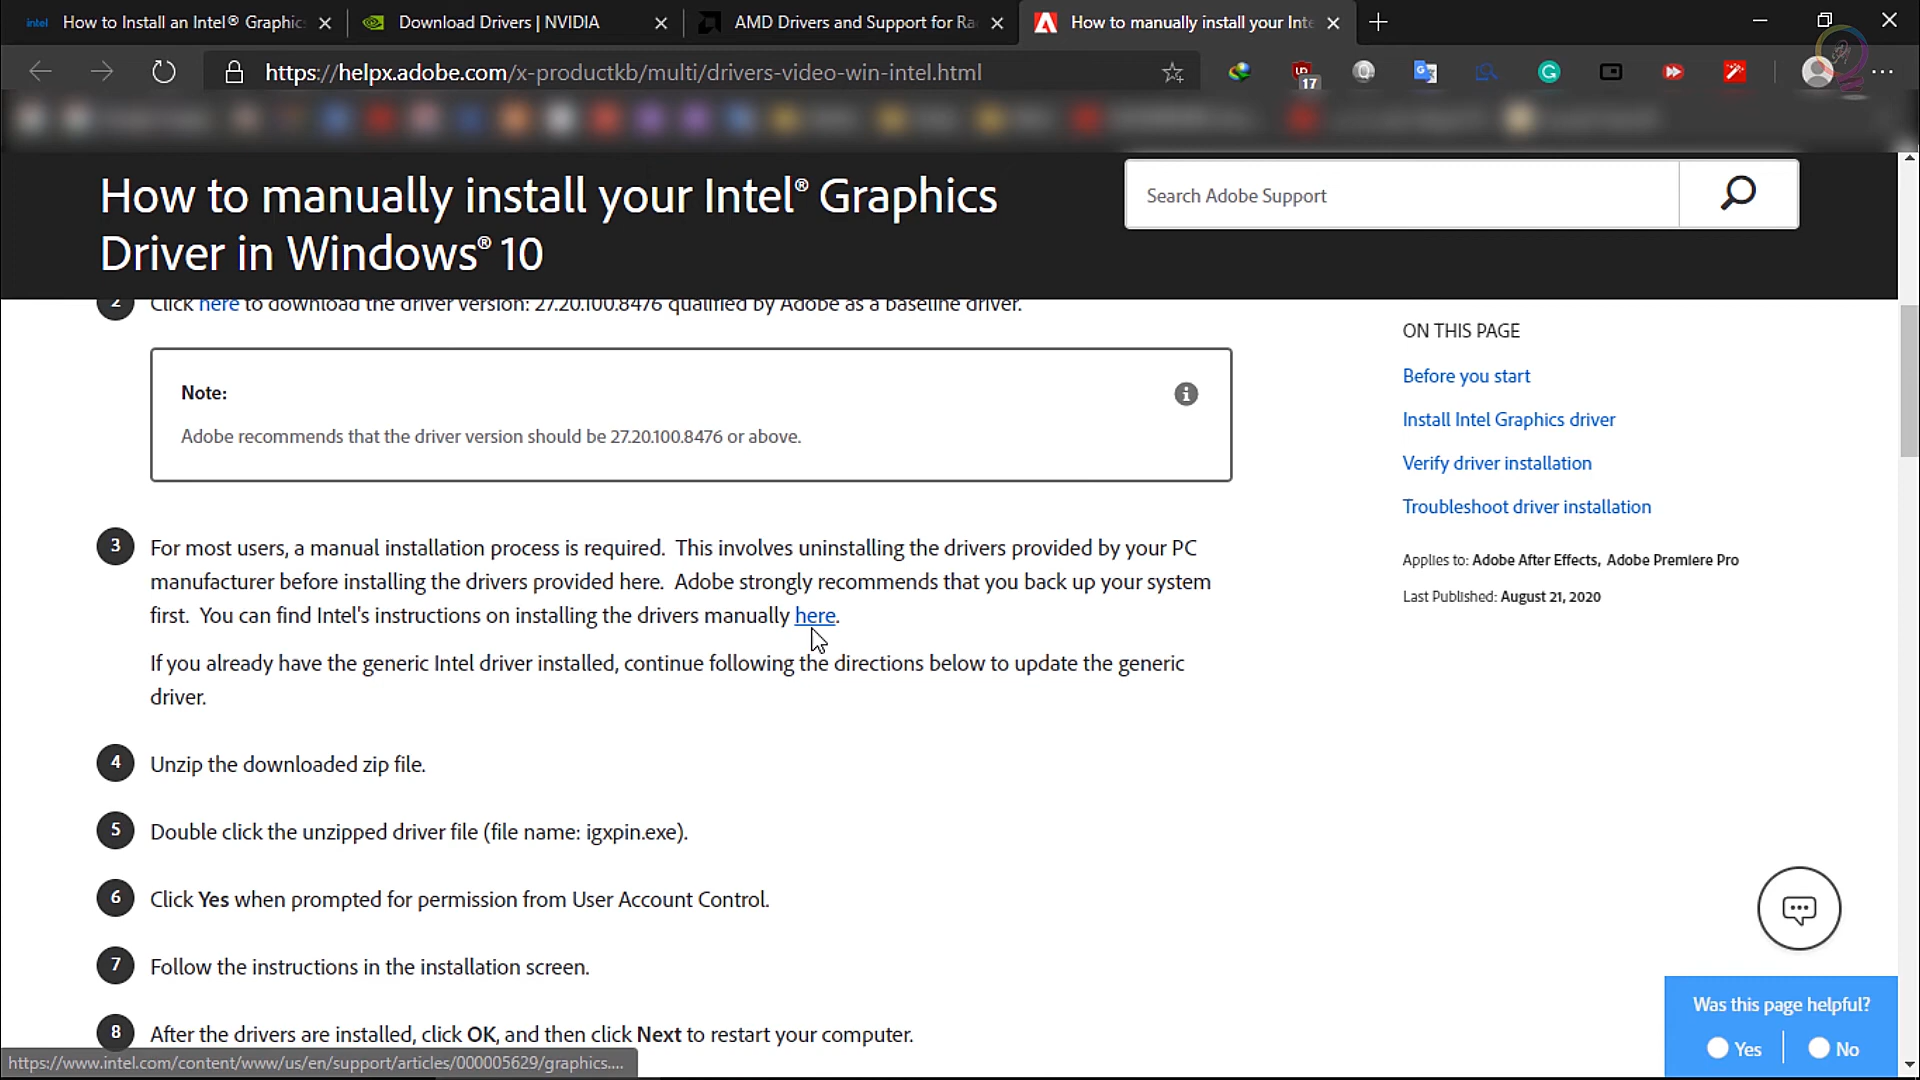 intel How to Install an Intel® Graphics
Download Drivers | NVIDIA
AMD Drivers and Support for Ra
How to manually install your Inte
https://helpx.adobe.com/x-productkb/multi/drivers-video-win-intel.html
17
How to manually install your Intel® Graphics
Driver in Windows® 10
Search Adobe Support
2 Click here to download the driver version: 27.20.100.8476 qualified by Adobe as a baseline driver.
Note:
Adobe recommends that the driver version should be 27.20.100.8476 or above.
3 For most users, a manual installation process is required. This involves uninstalling the drivers provided by your PC
manufacturer before installing the drivers provided here. Adobe strongly recommends that you back up your system
first. You can find Intel's instructions on installing the drivers manually here.
If you already have the generic Intel driver installed, continue following the directions below to update the generic
driver.
4 Unzip the downloaded zip file.
5 Double click the unzipped driver file (file name: igxpin.exe).
6 Click Yes when prompted for permission from User Account Control.
7 Follow the instructions in the installation screen.
8 After the drivers are installed, click OK, and then click Next to restart your computer.
ON THIS PAGE
Before you start
Install Intel Graphics driver
Verify driver installation
Troubleshoot driver installation
Applies to: Adobe After Effects, Adobe Premiere Pro
Last Published: August 21, 2020
Was this page helpful?
Yes No
https://www.intel.com/content/www/us/en/support/articles/000005629/graphics....